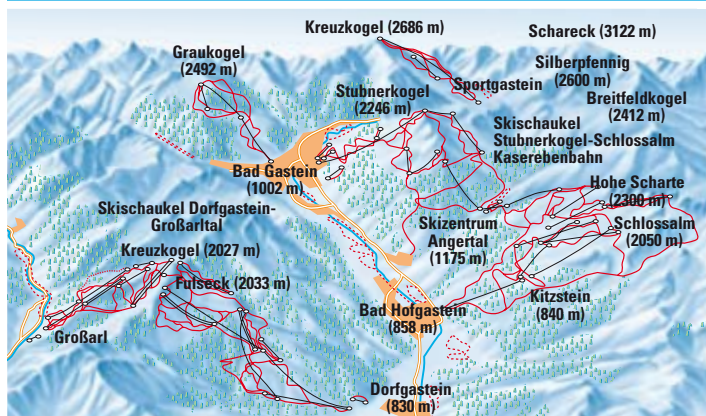 Kreuzkogel (2686 m)
Schareck (3122 m)
Graukogel
(2492 m)
Silberpfennig
(2600 m)
Sportgastein
Stubnerkogel
(2246 m)
Breitfeldkogel
(2412 m)
Skischaukel
Stubnerkogel-Schlossalm
Kaserebenbahn
Bad Gastein
(1002 m)
Hohe Scharte
(2300 m)
Skischaukel Dorfgastein-
Großarltal
Skizentrum
Angertal
(1175 m)
Schlossalm
(2050 m)
Kreuzkogel (2027 m)
Fulseck (2033 m)
Kitzstein
(840 m)
Bad Hofgastein
(858 m)
Großarl
Dorfgastein
(830 m)